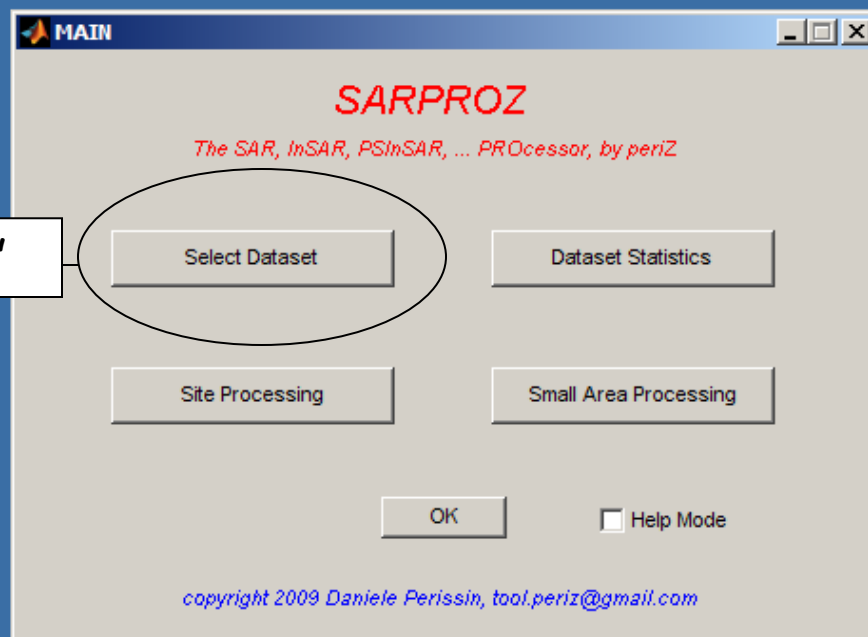 MAIN
SARPROZ
The SAR, InSAR, PSInSAR, ... PROcessor, by periZ
"
Select Dataset
Dataset Statistics
Site Processing
Small Area Processing
OK
Help Mode
copyright 2009 Daniele Perissin, tool.periz@gmail.com